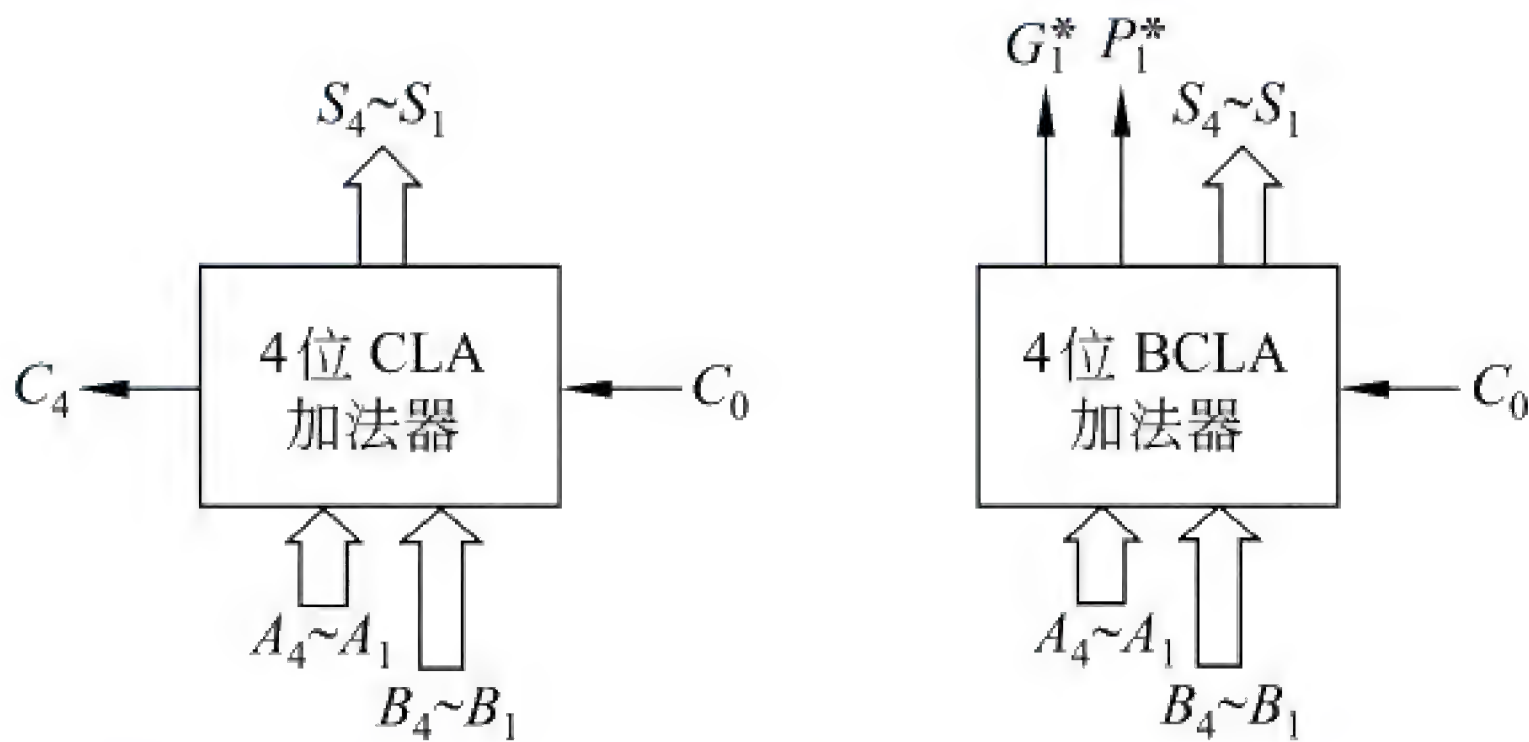 S₄~S₁
C₄
4位 CLA
加法器
C₀
A₄~A₁
B₄~B₁
G₁* P₁*
S₄~S₁
4位 BCLA
加法器
C₀
A₄~A₁
B₄~B₁